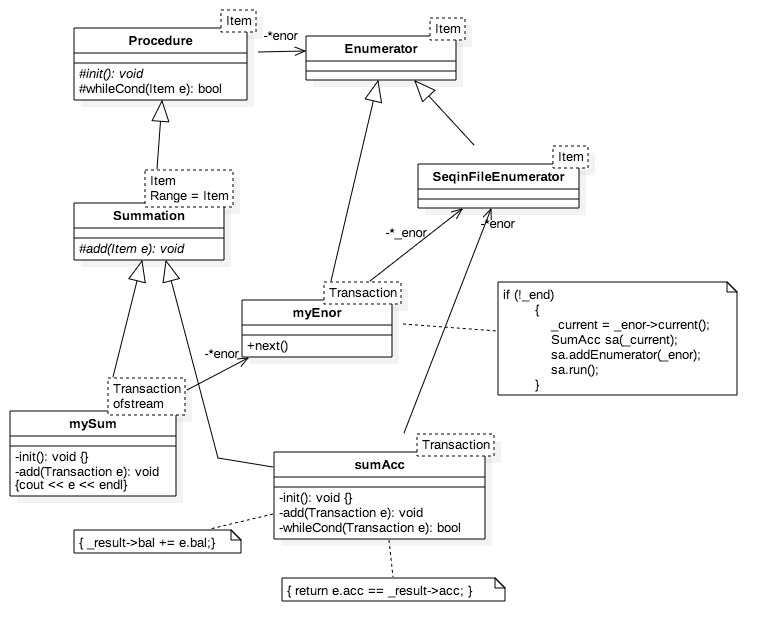 Item
Procedure
#init(): void
#whileCond(Item e): bool
-*enor
Item
Enumerator
Item
SeqinFileEnumerator
Item
Range = Item
Summation
#add(Item e): void
-*_enor
-*enor
Transaction
myEnor
+next()
if (!_end)
{
_current = _enor->current();
SumAcc sa(_current);
sa.addEnumerator(_enor);
sa.run();
}
-*enor
Transaction
ofstream
mySum
-init(): void {}
-add(Transaction e): void
{cout << e << endl}
Transaction
sumAcc
-init(): void {}
-add(Transaction e): void
-whileCond(Transaction e): bool
{ _result->bal += e.bal;}
{ return e.acc == _result->acc; }